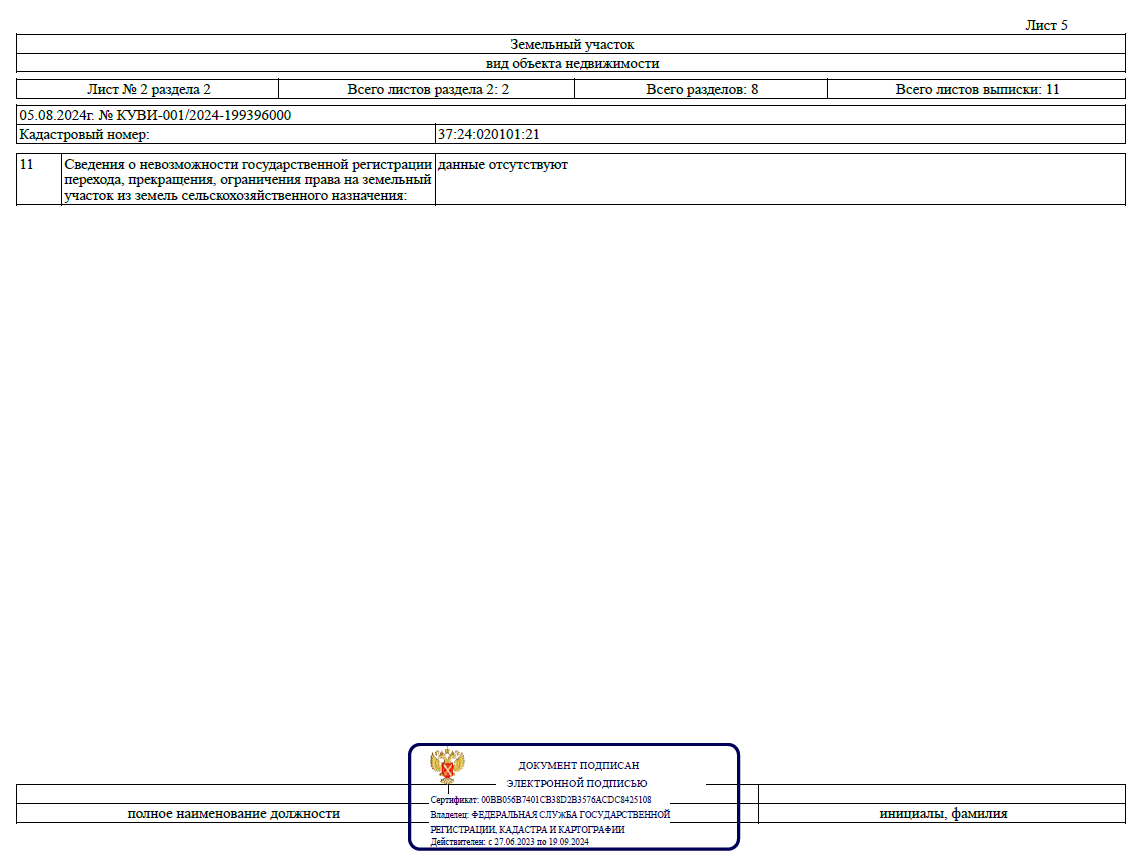 Лист 5
Земельный участок
вид объекта недвижимости
Лист № 2 раздела 2 Всего листов раздела 2: 2 Всего разделов: 8 Всего листов выписки: 11
05.08.2024г. № КУВИ-001/2024-199396000
Кадастровый номер: 37:24:020101:21
11 Сведения о невозможности государственной регистрации данные отсутствуют
перехода, прекращения, ограничения права на земельный
участок из земель сельскохозяйственного назначения:
ДОКУМЕНТ ПОДПИСАН
ЭЛЕКТРОННОЙ ПОДПИСЬЮ
Сертификат: 00BB056B7401CB38D2B3576ACDC8425108
Владелец: ФЕДЕРАЛЬНАЯ СЛУЖБА ГОСУДАРСТВЕННОЙ
РЕГИСТРАЦИИ, КАДАСТРА И КАРТОГРАФИИ
Действителен: с 27.06.2023 по 19.09.2024
полное наименование должности инициалы, фамилия